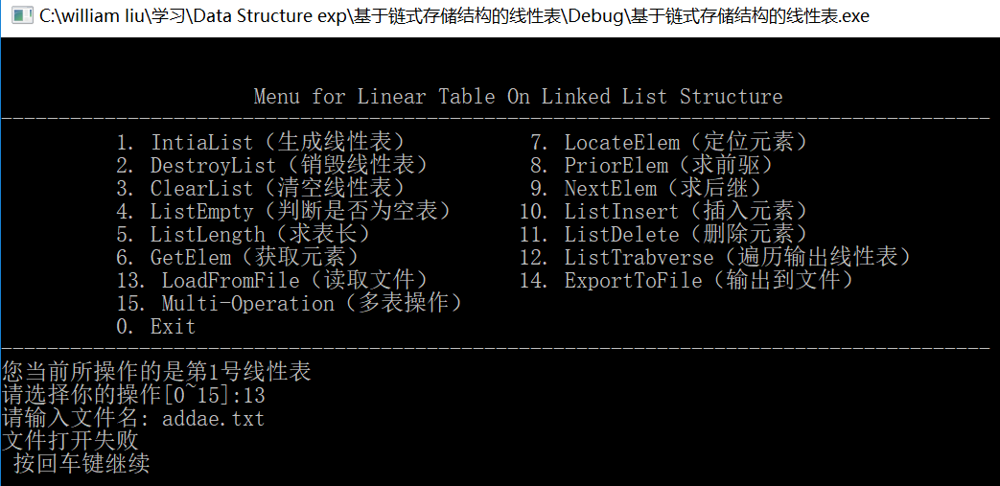 C:\william liu\学习\Data Structure exp\基于链式存储结构的线性表\Debug\基于链式存储结构的线性表.exe
Menu for Linear Table On Linked List Structure
1. IntiaList（生成线性表） 7. LocateElem（定位元素）
2. DestroyList（销毁线性表） 8. PriorElem（求前驱）
3. ClearList（清空线性表） 9. NextElem（求后继）
4. ListEmpty（判断是否为空表） 10. ListInsert（插入元素）
5. ListLength（求表长） 11. ListDelete（删除元素）
6. GetElem（获取元素） 12. ListTrabverse（遍历输出线性表）
13. LoadFromFile（读取文件） 14. ExportToFile（输出到文件）
15. Multi-Operation（多表操作）
0. Exit
您当前所操作的是第1号线性表
请选择你的操作[0~15]:13
请输入文件名: addae.txt
文件打开失败
按回车键继续